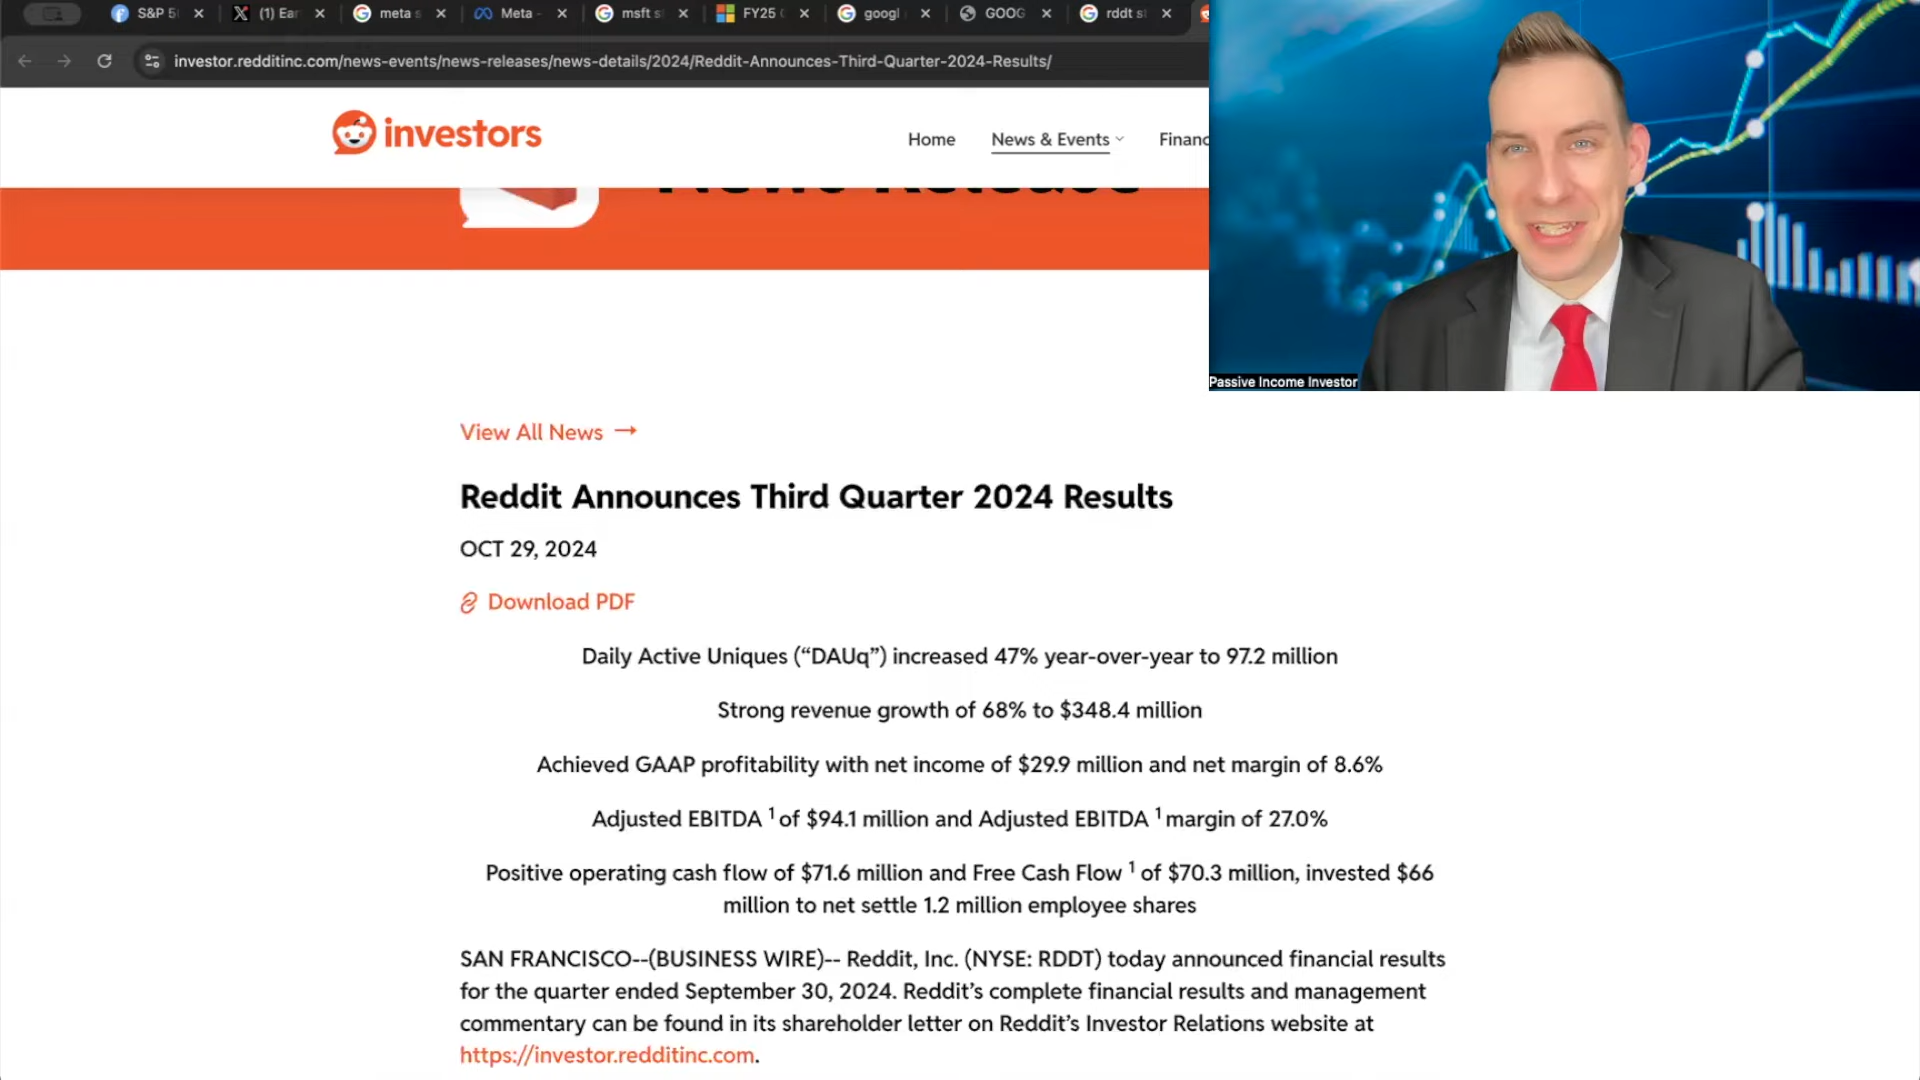 S&P 5
(1) Ear
meta s
Meta -
msft s
FY25
googl
GOOG
rddt s
investor.redditinc.com/news-events/news-releases/news-details/2024/Reddit-Announces-Third-Quarter-2024-Results/
investors
Home
News & Events
Financ
News Release
Passive Income Investor
View All News →
Reddit Announces Third Quarter 2024 Results
OCT 29, 2024
Download PDF
Daily Active Uniques (“DAUq”) increased 47% year-over-year to 97.2 million
Strong revenue growth of 68% to $348.4 million
Achieved GAAP profitability with net income of $29.9 million and net margin of 8.6%
Adjusted EBITDA ¹ of $94.1 million and Adjusted EBITDA ¹ margin of 27.0%
Positive operating cash flow of $71.6 million and Free Cash Flow ¹ of $70.3 million, invested $66
million to net settle 1.2 million employee shares
SAN FRANCISCO--(BUSINESS WIRE)-- Reddit, Inc. (NYSE: RDDT) today announced financial results
for the quarter ended September 30, 2024. Reddit’s complete financial results and management
commentary can be found in its shareholder letter on Reddit’s Investor Relations website at
https://investor.redditinc.com.